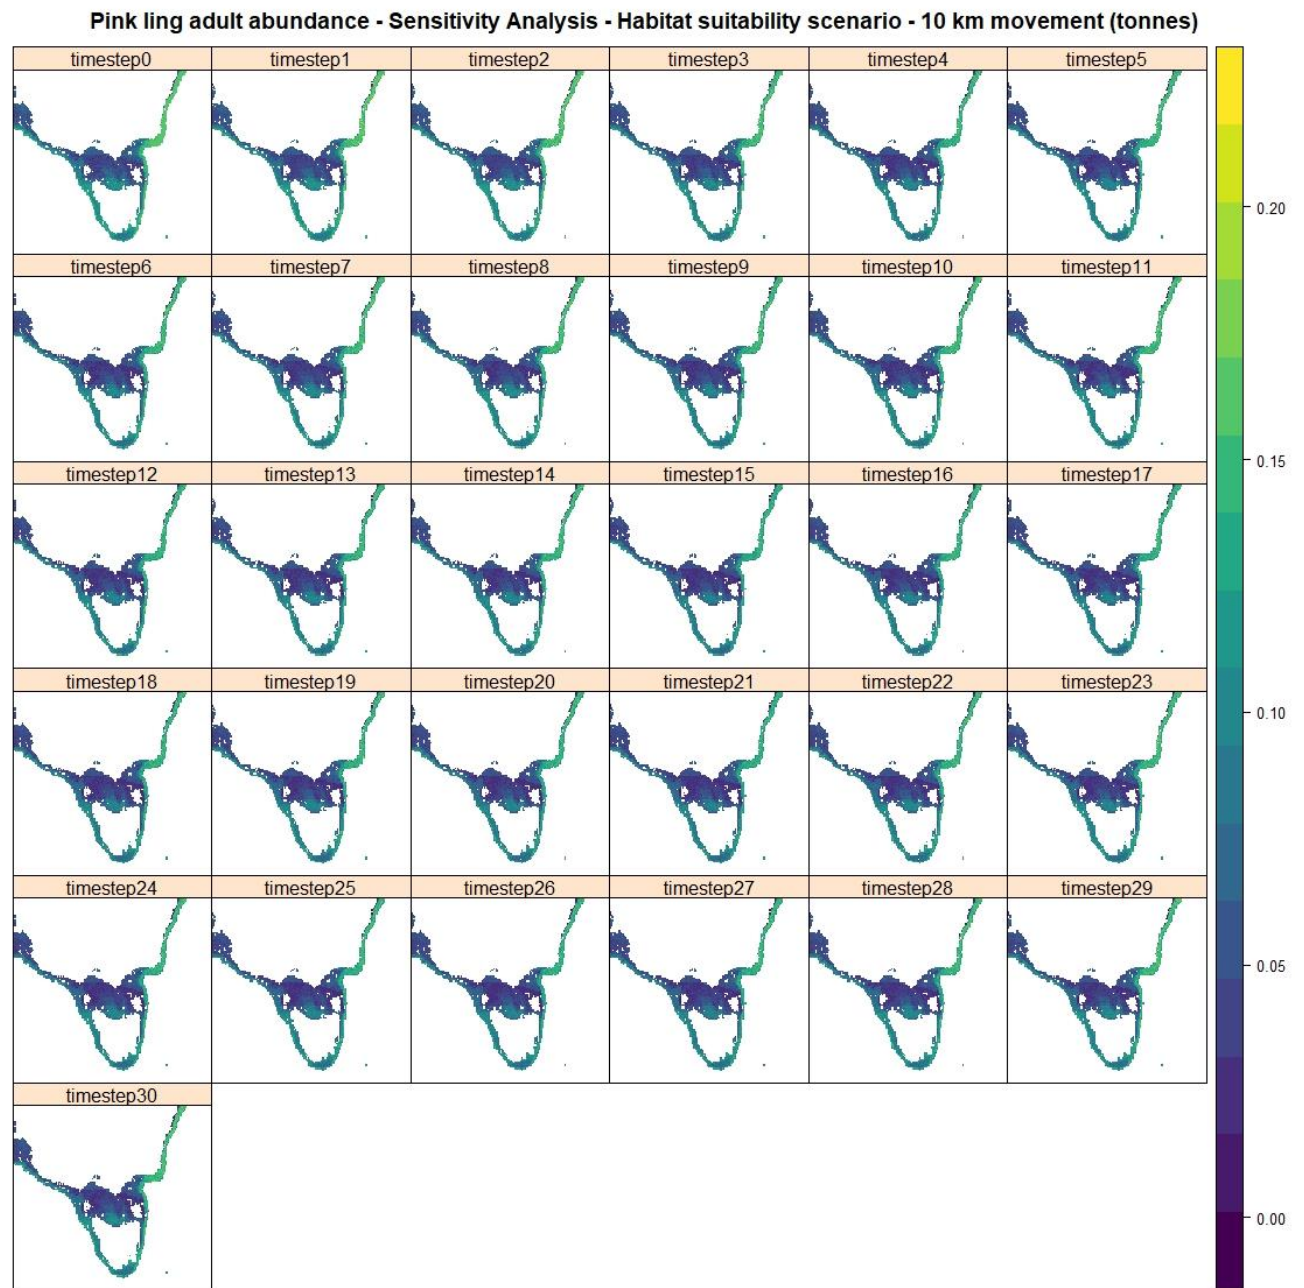 Pink ling adult abundance - Sensitivity Analysis - Habitat suitability scenario - 10 km movement (tonnes)
timestep0 timestep1 timestep2 timestep3 timestep4 timestep5
timestep6 timestep7 timestep8 timestep9 timestep10 timestep11
timestep12 timestep13 timestep14 timestep15 timestep16 timestep17
timestep18 timestep19 timestep20 timestep21 timestep22 timestep23
timestep24 timestep25 timestep26 timestep27 timestep28 timestep29
timestep30
0.20
0.15
0.10
0.05
0.00